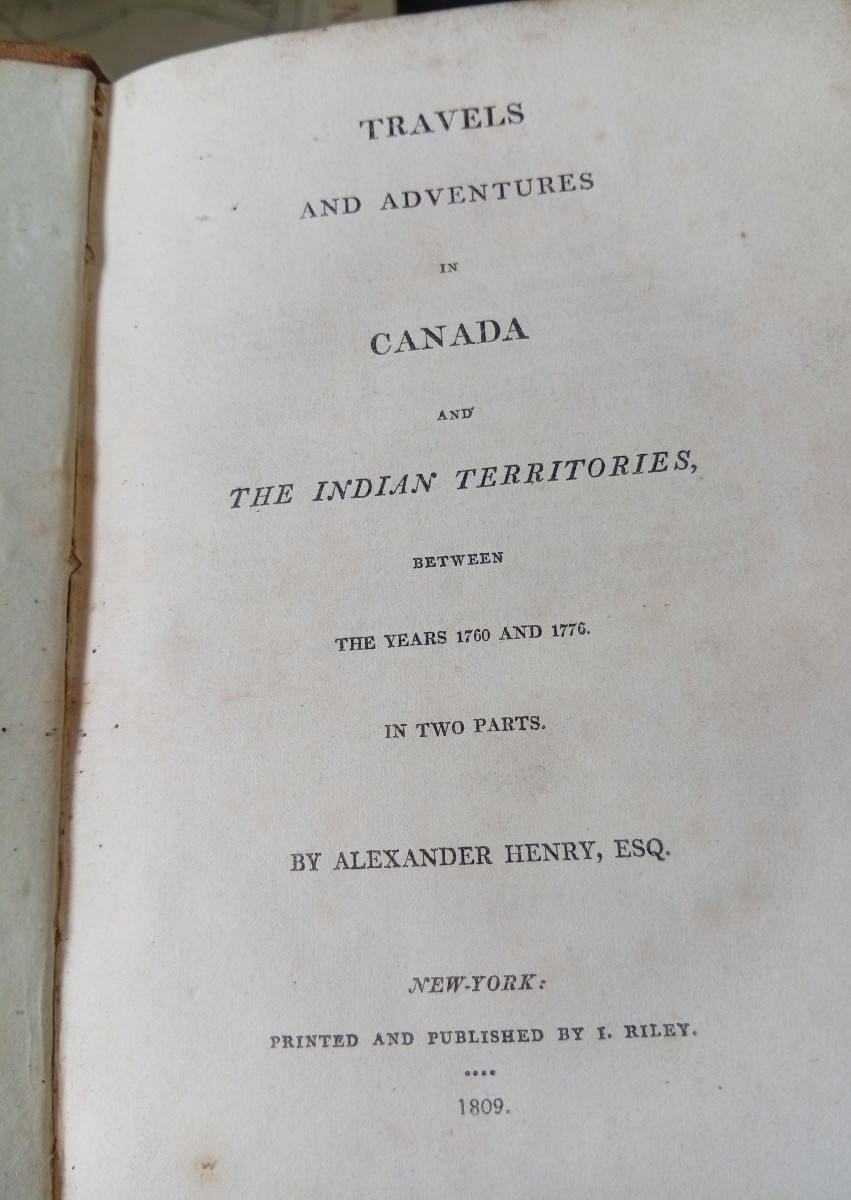 TRAVELS
AND ADVENTURES
IN
CANADA
AND
THE INDIAN TERRITORIES,
BETWEEN
THE YEARS 1760 AND 1776.
IN TWO PARTS.
BY ALEXANDER HENRY, ESQ.
NEW-YORK:
PRINTED AND PUBLISHED BY I. RILEY.
....
1809.